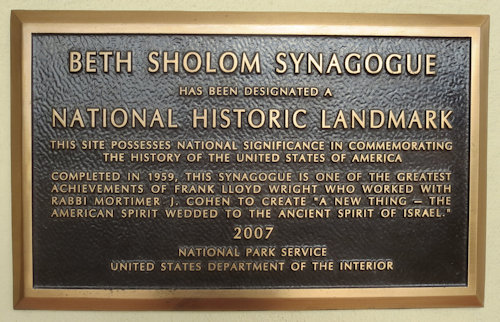 BETH SHOLOM SYNAGOGUE
HAS BEEN DESIGNATED A
NATIONAL HISTORIC LANDMARK
THIS SITE POSSESSES NATIONAL SIGNIFICANCE IN COMMEMORATING
THE HISTORY OF THE UNITED STATES OF AMERICA
COMPLETED IN 1959, THIS SYNAGOGUE IS ONE OF THE GREATEST
ACHIEVEMENTS OF FRANK LLOYD WRIGHT WHO WORKED WITH
RABBI MORTIMER J. COHEN TO CREATE "A NEW THING – THE
AMERICAN SPIRIT WEDDED TO THE ANCIENT SPIRIT OF ISRAEL."
2007
NATIONAL PARK SERVICE
UNITED STATES DEPARTMENT OF THE INTERIOR